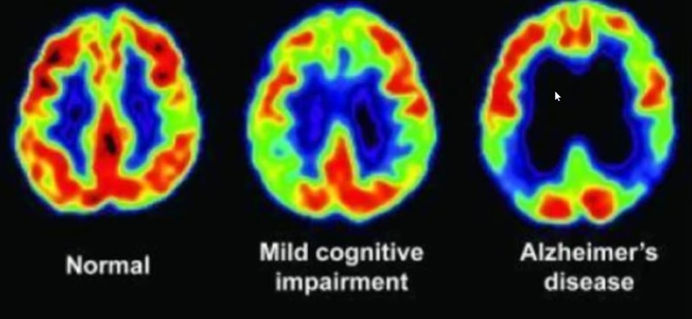 Normal
Mild cognitive
impairment
Alzheimer's
disease